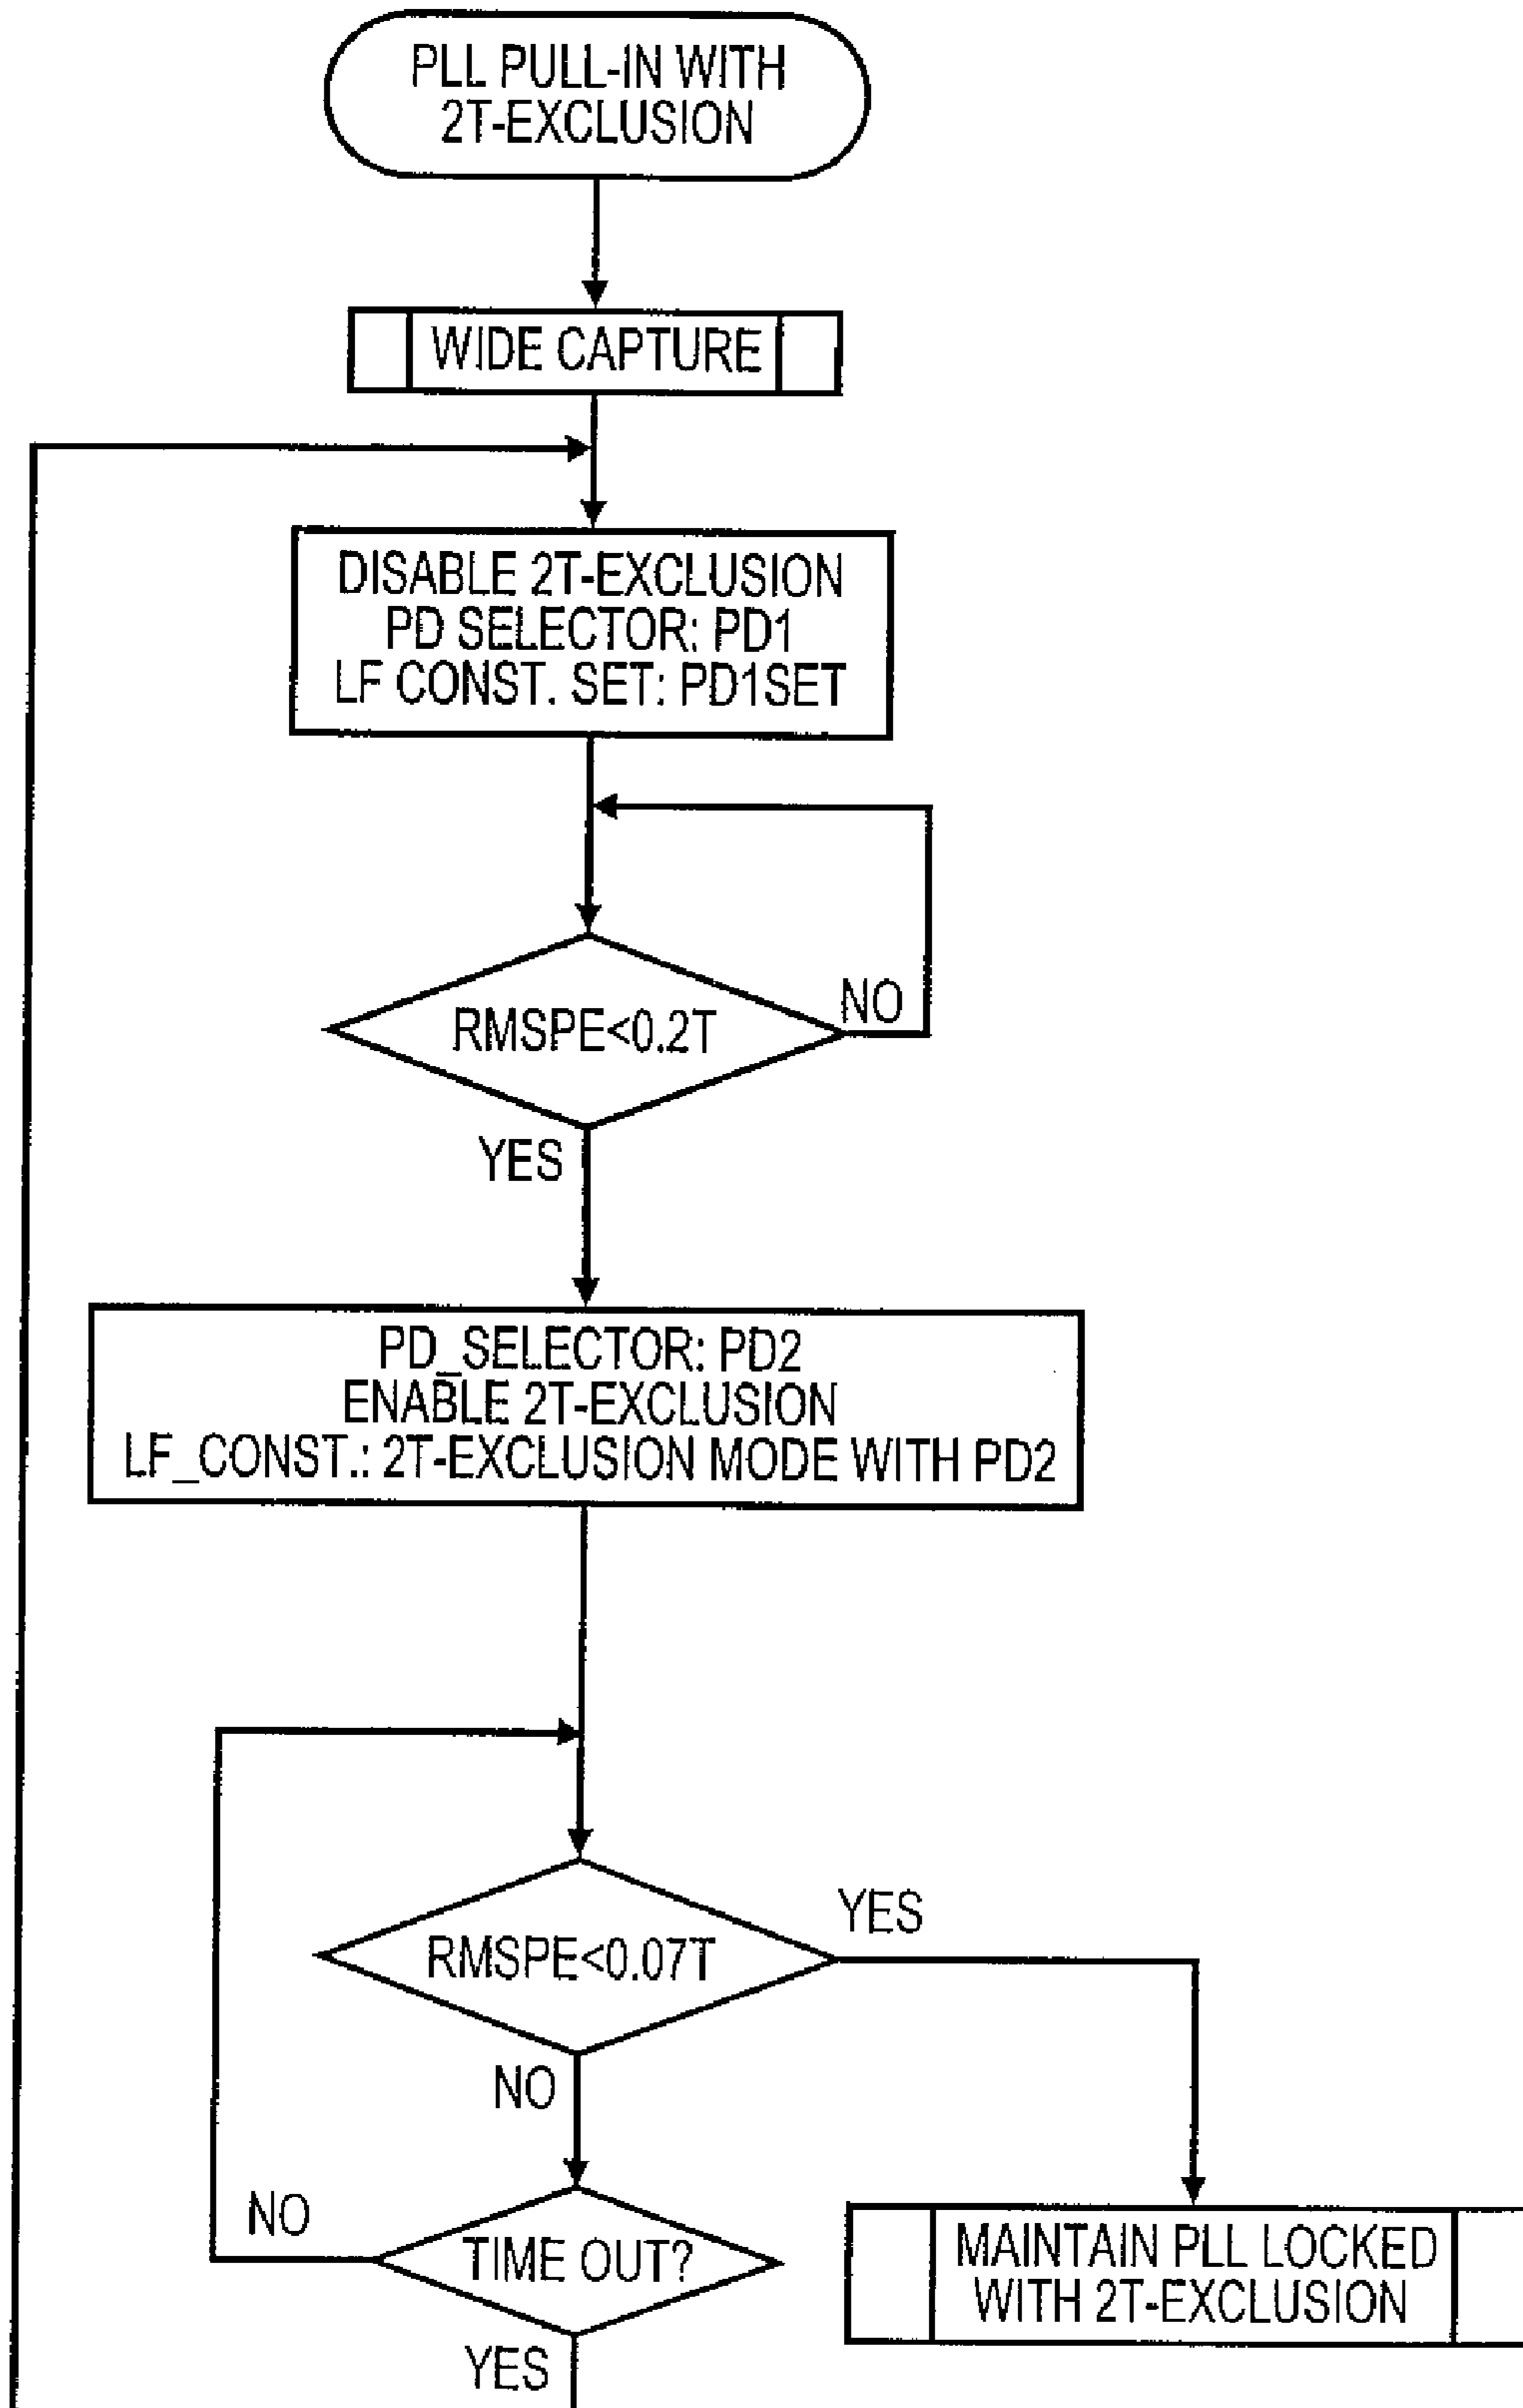 PLL PULL-IN WITH
2T-EXCLUSION
WIDE CAPTURE
DISABLE 2T-EXCLUSION
PD SELECTOR: PD1
LF CONST. SET: PD1SET
RMSPE<0.2T
NO
YES
PD_SELECTOR: PD2
ENABLE 2T-EXCLUSION
LF_CONST.: 2T-EXCLUSION MODE WITH PD2
RMSPE<0.07T
YES
NO
TIME OUT?
NO
YES
MAINTAIN PLL LOCKED
WITH 2T-EXCLUSION